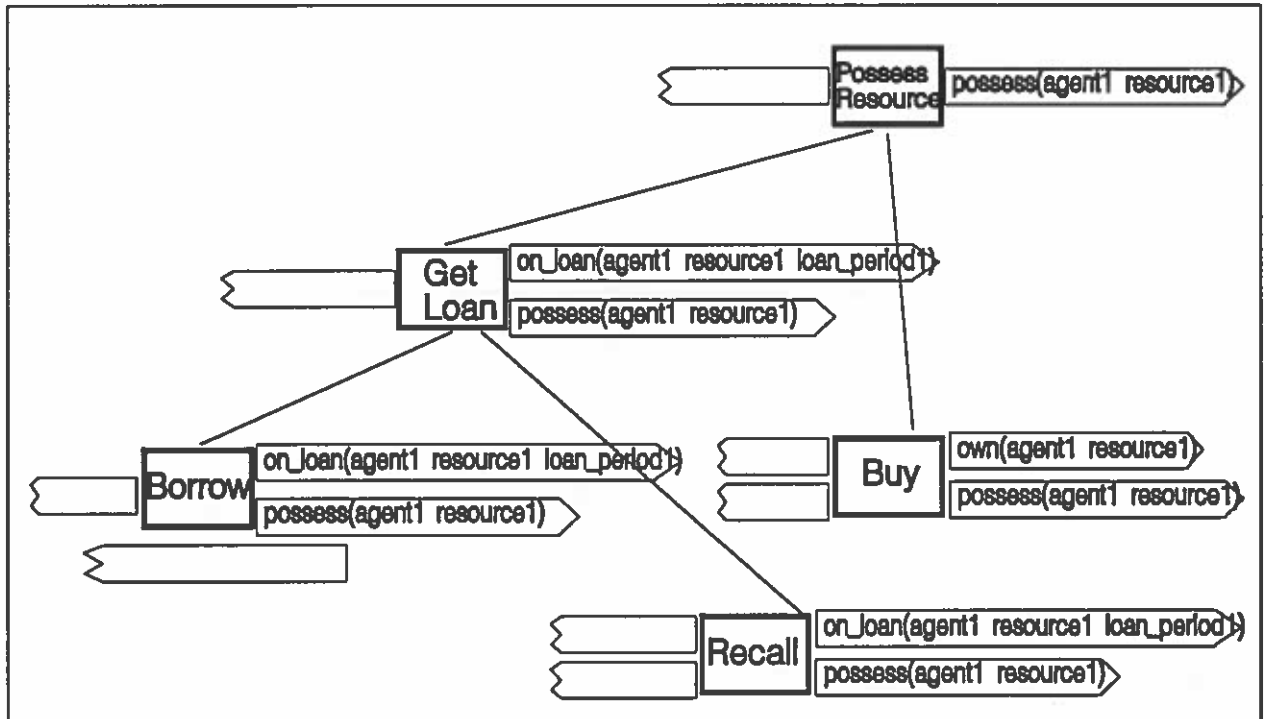 Possess
Resource
possess(agent1 resource1)
Get
Loan
on_loan(agent1 resource1 loan_period1)
possess(agent1 resource1)
Borrow
on_loan(agent1 resource1 loan_period1)
possess(agent1 resource1)
Buy
own(agent1 resource1)
possess(agent1 resource1)
Recall
on_loan(agent1 resource1 loan_period1)
possess(agent1 resource1)